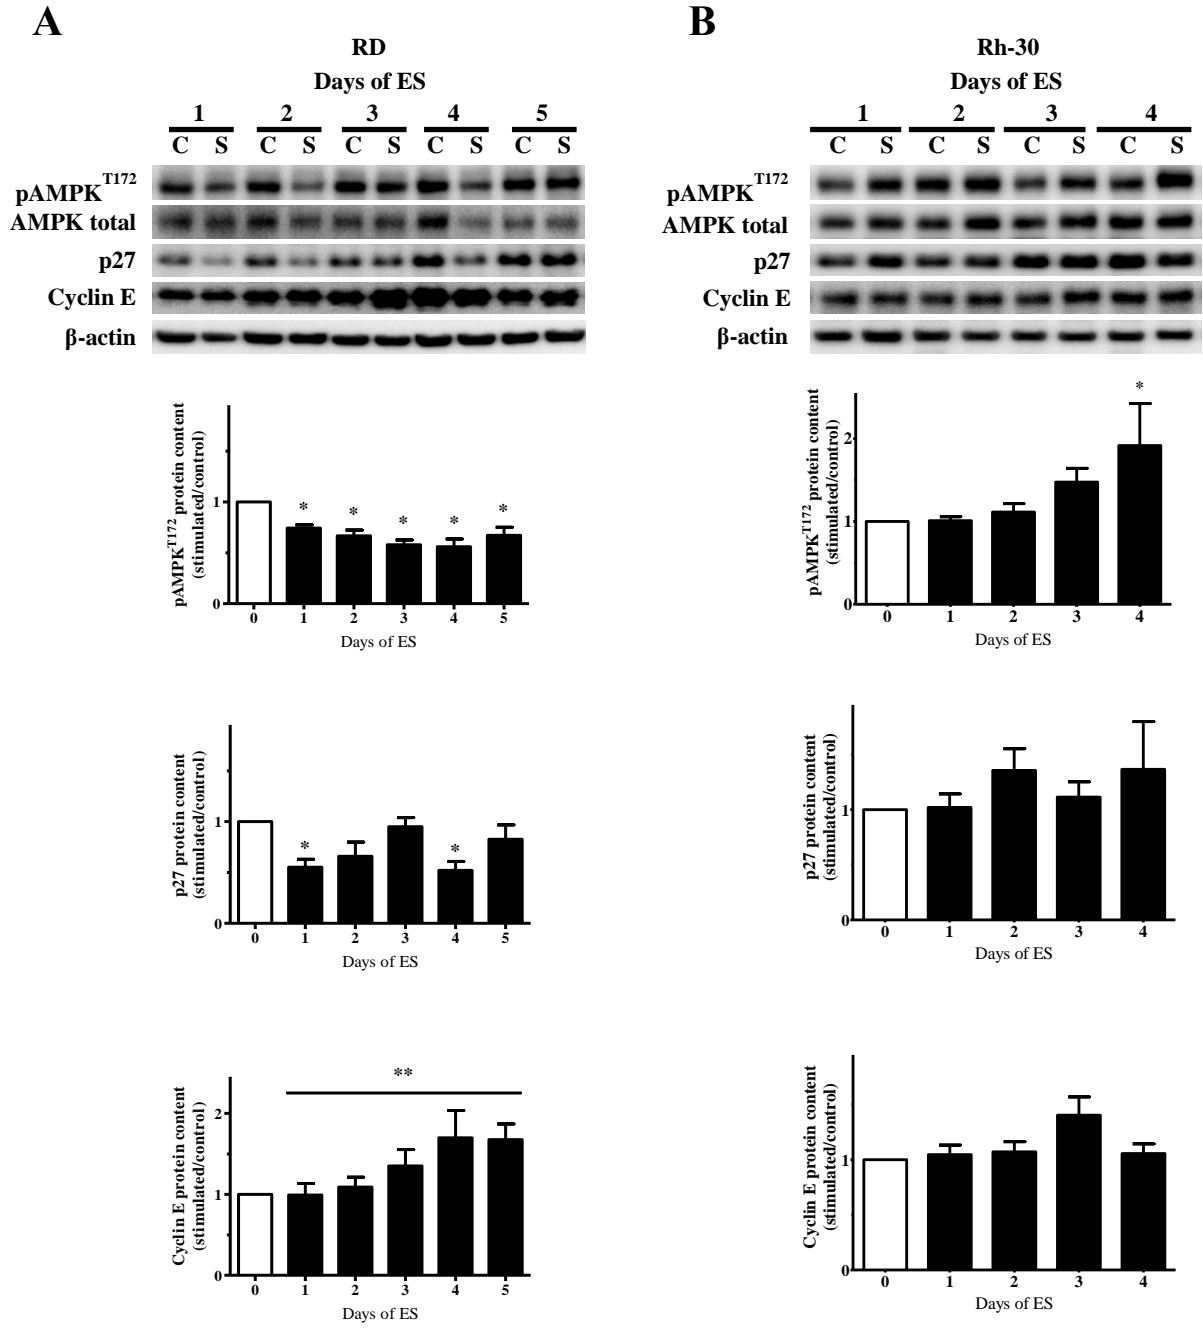 A
RD
Days of ES
1 2 3 4 5
C S C S C S C S C S
pAMPK^T172
AMPK total
p27
Cyclin E
β-actin
pAMPK^T172 protein content
(stimulated/control)
1
0
* * * * *
0 1 2 3 4 5
Days of ES
p27 protein content
(stimulated/control)
1
0
* *
0 1 2 3 4 5
Days of ES
Cyclin E protein content
(stimulated/control)
2
1
0
**
0 1 2 3 4 5
Days of ES
B
Rh-30
Days of ES
1 2 3 4
C S C S C S C S
pAMPK^T172
AMPK total
p27
Cyclin E
β-actin
pAMPK^T172 protein content
(stimulated/control)
2
1
0
*
0 1 2 3 4
Days of ES
p27 protein content
(stimulated/control)
1
0
0 1 2 3 4
Days of ES
Cyclin E protein content
(stimulated/control)
1
0
0 1 2 3 4
Days of ES